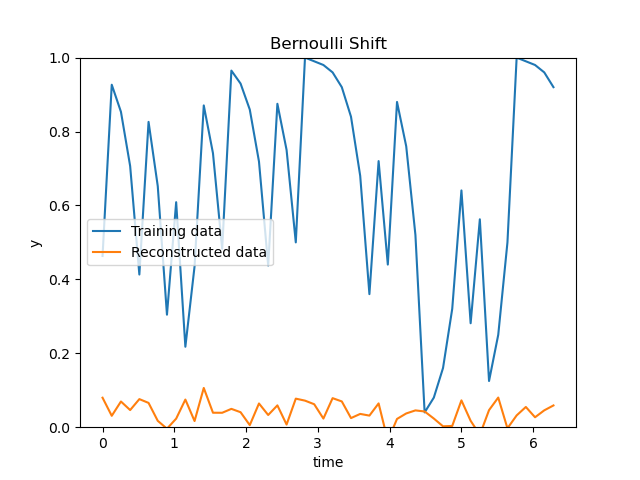 Bernoulli Shift
y
1.0
0.8
0.6
0.4
0.2
0.0
Training data
Reconstructed data
0 1 2 3 4 5 6
time